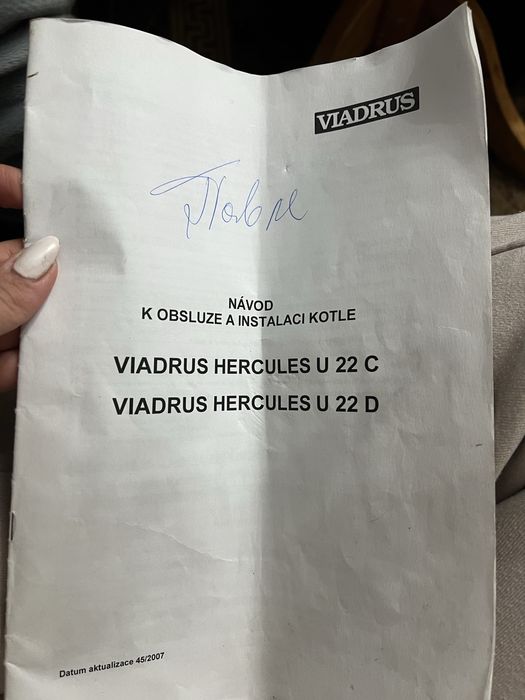 VIADRUS
NÁVOD
K OBSLUZE A INSTALACI KOTLE
VIADRUS HERCULES U 22 C
VIADRUS HERCULES U 22 D
Datum aktualizace 45/2007